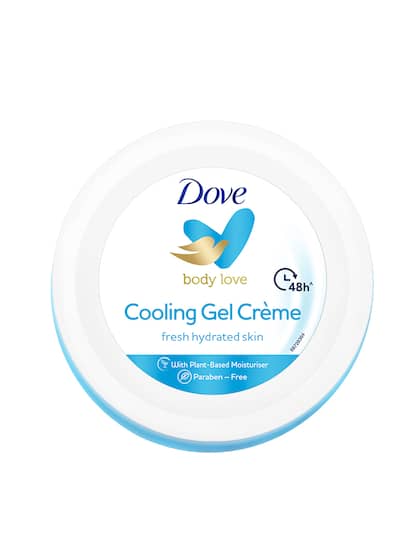 Dove
body love
48h^
Cooling Gel Crème
fresh hydrated skin
With Plant-Based Moisturiser
Paraben – Free